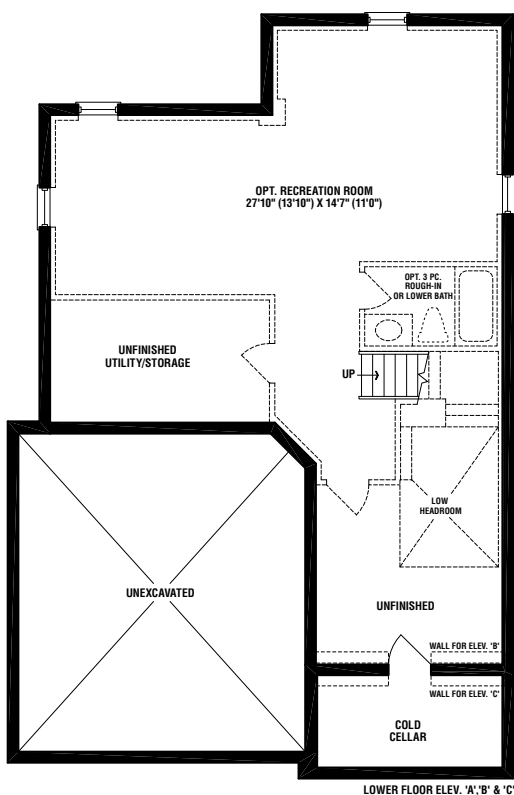 OPT. RECREATION ROOM
27'10" (13'10") X 14'7" (11'0")
OPT. 3 PC.
ROUGH-IN
OR LOWER BATH
UNFINISHED
UTILITY/STORAGE
UP
LOW
HEADROOM
UNEXCAVATED
UNFINISHED
WALL FOR ELEV. 'B'
WALL FOR ELEV. 'C'
COLD
CELLAR
LOWER FLOOR ELEV. 'A','B' & 'C'